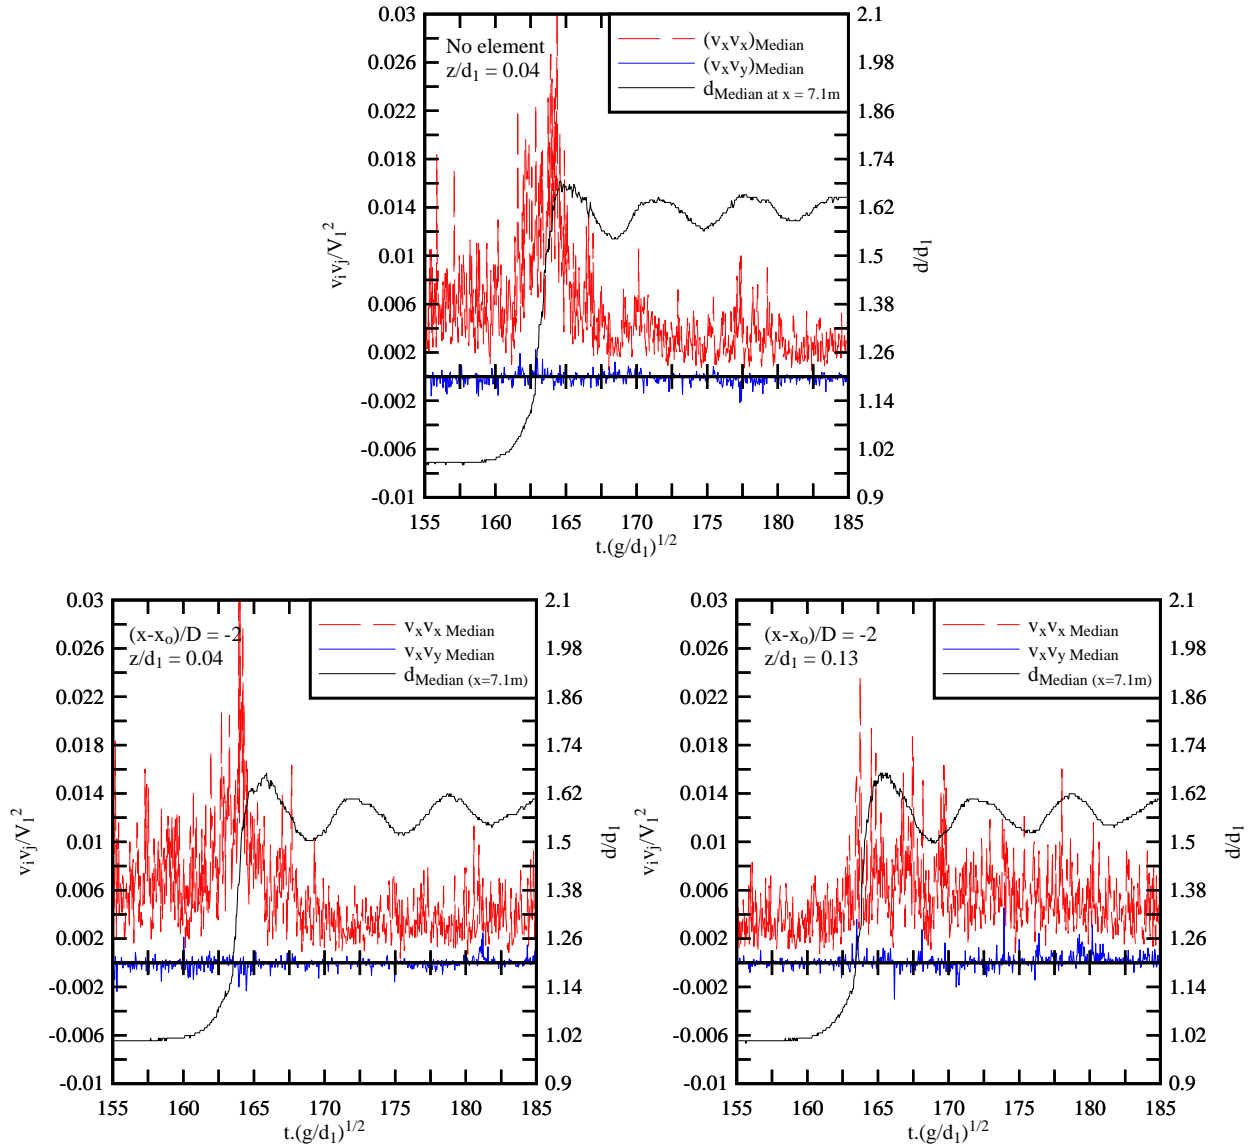 No element
z/d1 = 0.04
(vxvx)Median
(vxvy)Median
dMedian at x = 7.1m
0.03
0.026
0.022
0.018
0.014
0.01
0.006
0.002
-0.002
-0.006
-0.01
vivj/V1^2
2.1
1.98
1.86
1.74
1.62
1.5
1.38
1.26
1.14
1.02
0.9
d/d1
155 160 165 170 175 180 185
t.(g/d1)^1/2
(x-xo)/D = -2
z/d1 = 0.04
vxvx Median
vxvy Median
dMedian (x=7.1m)
0.03
0.026
0.022
0.018
0.014
0.01
0.006
0.002
-0.002
-0.006
-0.01
vivj/V1^2
2.1
1.98
1.86
1.74
1.62
1.5
1.38
1.26
1.14
1.02
0.9
d/d1
155 160 165 170 175 180 185
t.(g/d1)^1/2
(x-xo)/D = -2
z/d1 = 0.13
vxvx Median
vxvy Median
dMedian (x=7.1m)
0.03
0.026
0.022
0.018
0.014
0.01
0.006
0.002
-0.002
-0.006
-0.01
vivj/V1^2
2.1
1.98
1.86
1.74
1.62
1.5
1.38
1.26
1.14
1.02
0.9
d/d1
155 160 165 170 175 180 185
t.(g/d1)^1/2